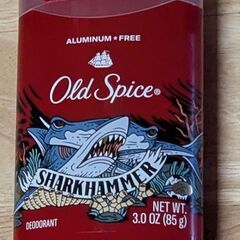 ALUMINUM ★ FREE
Old Spice®
SHARKHAMMER
NET WT.
3.0 OZ (85 g)
DEODORANT